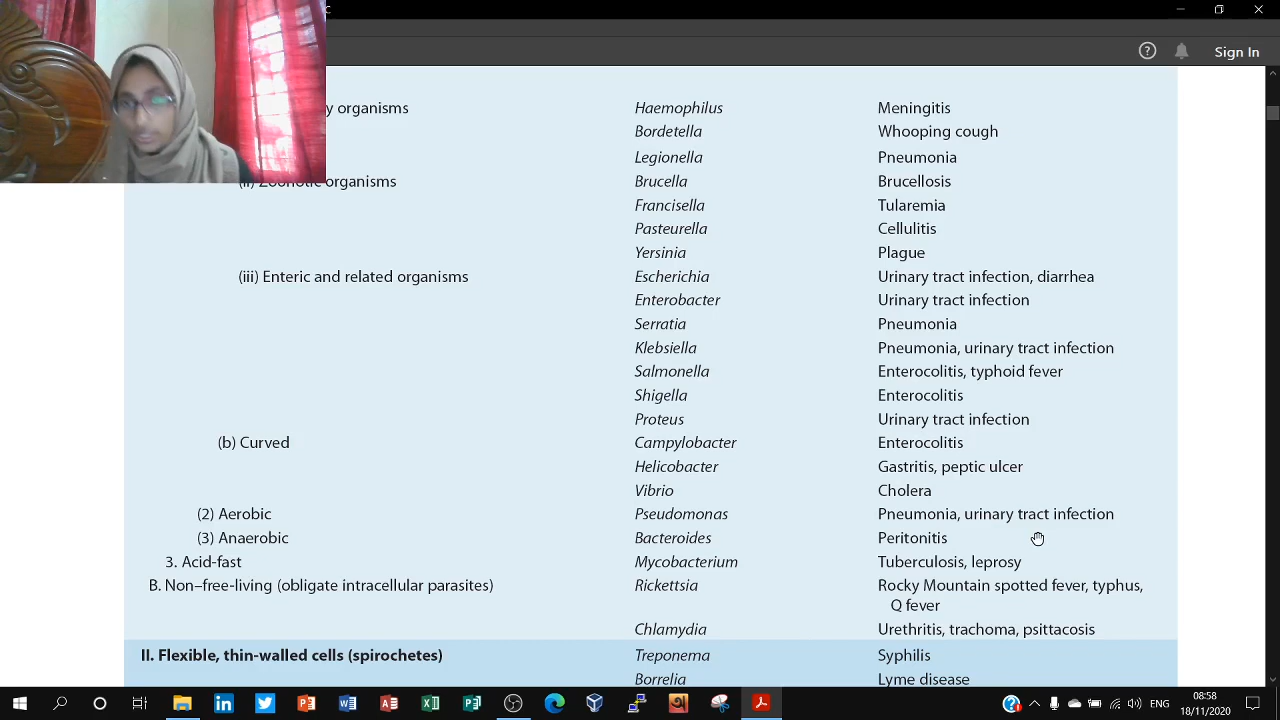 Sign In
y organisms Haemophilus Meningitis
Bordetella Whooping cough
Legionella Pneumonia
(ii) Zoonotic organisms Brucella Brucellosis
Francisella Tularemia
Pasteurella Cellulitis
Yersinia Plague
(iii) Enteric and related organisms Escherichia Urinary tract infection, diarrhea
Enterobacter Urinary tract infection
Serratia Pneumonia
Klebsiella Pneumonia, urinary tract infection
Salmonella Enterocolitis, typhoid fever
Shigella Enterocolitis
Proteus Urinary tract infection
(b) Curved Campylobacter Enterocolitis
Helicobacter Gastritis, peptic ulcer
Vibrio Cholera
(2) Aerobic Pseudomonas Pneumonia, urinary tract infection
(3) Anaerobic Bacteroides Peritonitis
3. Acid-fast Mycobacterium Tuberculosis, leprosy
B. Non–free-living (obligate intracellular parasites) Rickettsia Rocky Mountain spotted fever, typhus,
Q fever
Chlamydia Urethritis, trachoma, psittacosis
II. Flexible, thin-walled cells (spirochetes) Treponema Syphilis
Borrelia Lyme disease
ENG
08:58
18/11/2020